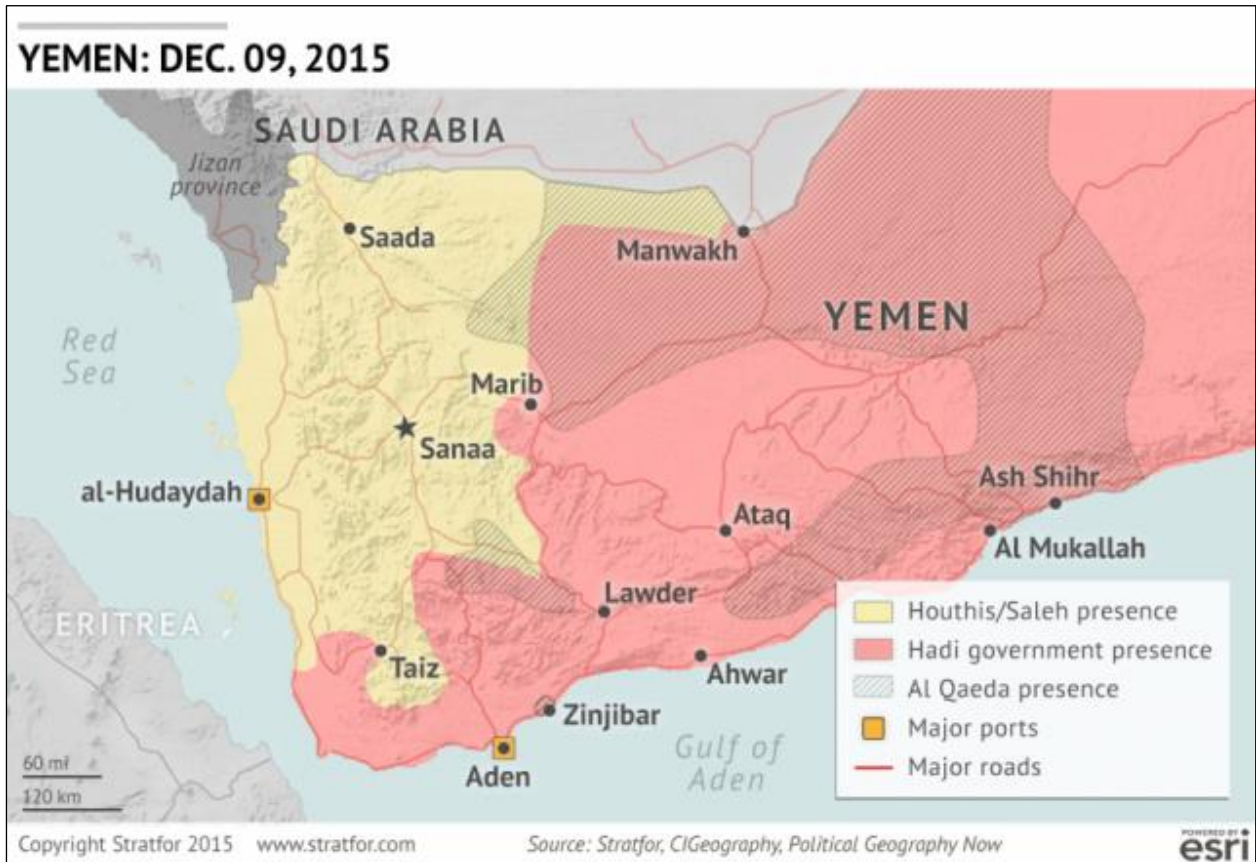 YEMEN: DEC. 09, 2015
SAUDI ARABIA
Jizan
province
Saada
Manwakh
YEMEN
Red
Sea
Marib
Sanaa
al-Hudaydah
Ash Shihr
Ataq
Al Mukallah
Lawder
ERITREA
Taiz
Ahwar
Zinjibar
Gulf of
Aden
Aden
Houthis/Saleh presence
Hadi government presence
Al Qaeda presence
Major ports
Major roads
60 mi
120 km
Copyright Stratfor 2015 www.stratfor.com Source: Stratfor, CIGeography, Political Geography Now
POWERED BY
esri